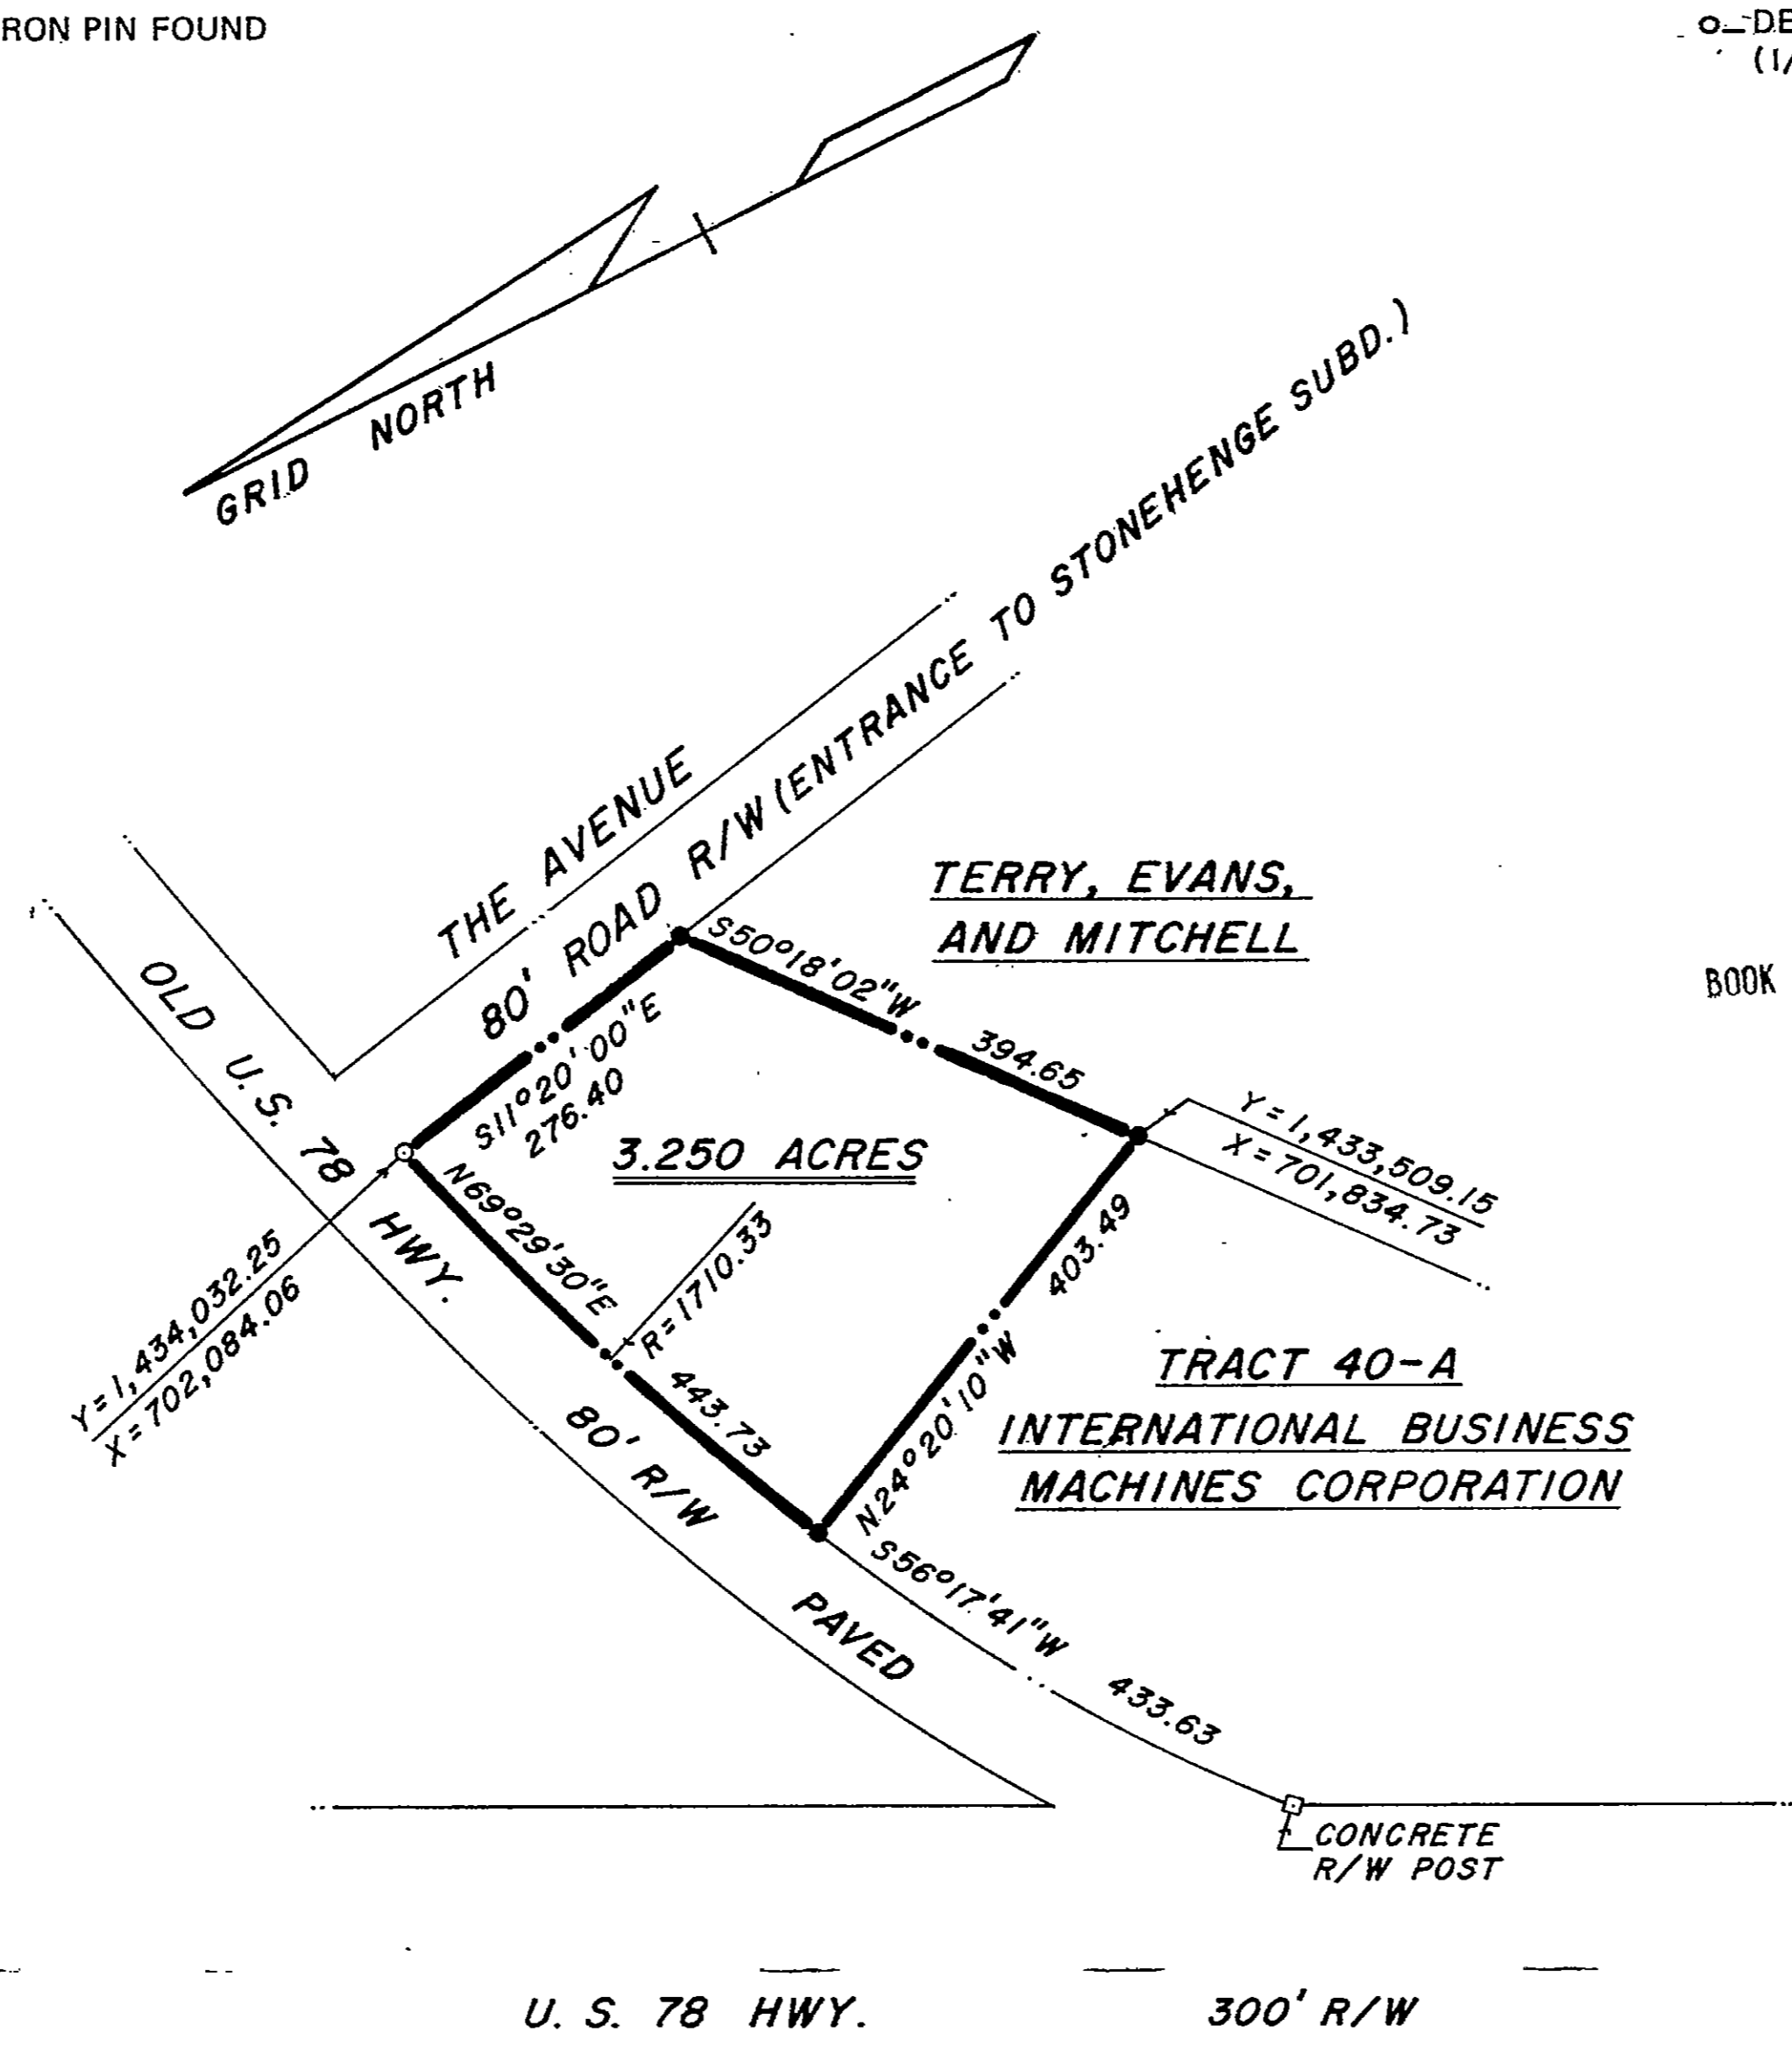 RON PIN FOUND
O DE
(1/
GRID NORTH
THE AVENUE
80' ROAD R/W (ENTRANCE TO STONEHENGE SUBD.)
TERRY, EVANS,
AND MITCHELL
BOOK
OLD U.S. 78 HWY.
S50°18'02"W
394.65
S11°20'00"E
276.40
3.250 ACRES
Y=1,433,509.15
X=701,834.73
N69°29'30"E
443.73
R=1710.33
403.49
N24°20'10"W
Y=1,434,032.25
X=702,084.06
TRACT 40-A
INTERNATIONAL BUSINESS
MACHINES CORPORATION
80' R/W
PAVED
S56°17'41"W
433.63
CONCRETE
R/W POST
U. S. 78 HWY.
300' R/W